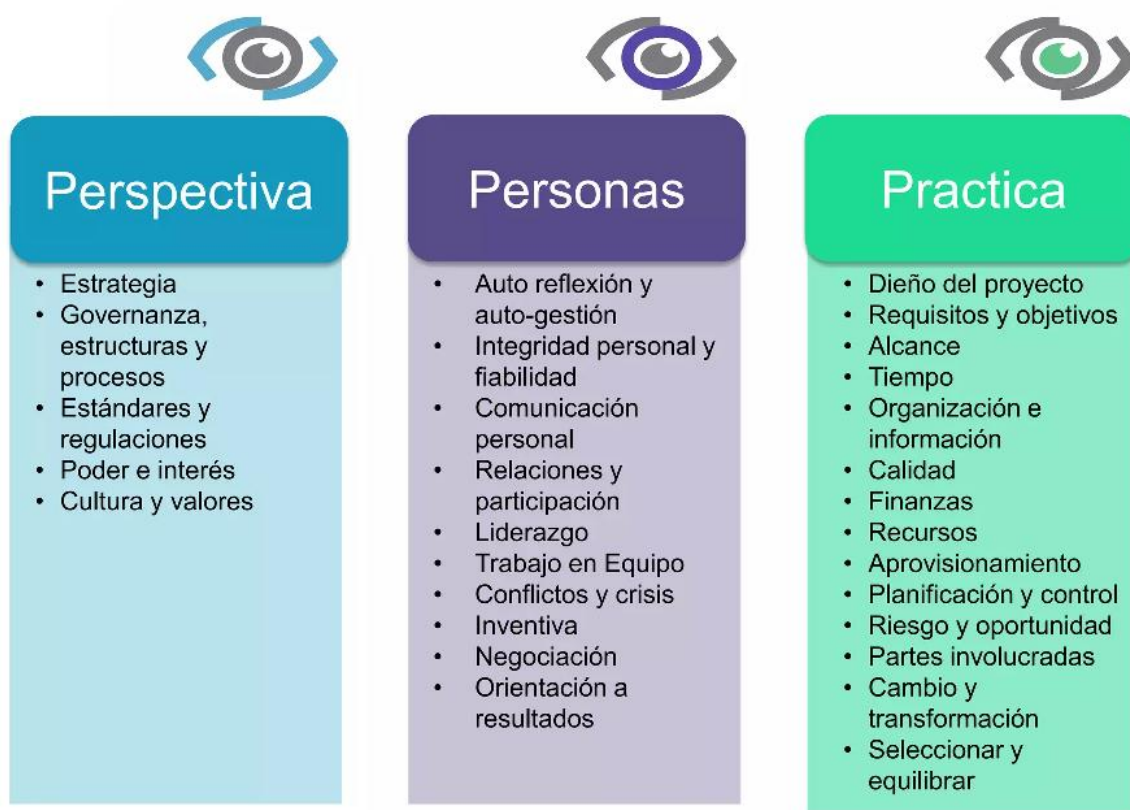 Perspectiva
• Estrategia
• Governanza,
estructuras y
procesos
• Estándares y
regulaciones
• Poder e interés
• Cultura y valores
Personas
• Auto reflexión y
auto-gestión
• Integridad personal y
fiabilidad
• Comunicación
personal
• Relaciones y
participación
• Liderazgo
• Trabajo en Equipo
• Conflictos y crisis
• Inventiva
• Negociación
• Orientación a
resultados
Practica
• Dieño del proyecto
• Requisitos y objetivos
• Alcance
• Tiempo
• Organización e
información
• Calidad
• Finanzas
• Recursos
• Aprovisionamiento
• Planificación y control
• Riesgo y oportunidad
• Partes involucradas
• Cambio y
transformación
• Seleccionar y
equilibrar